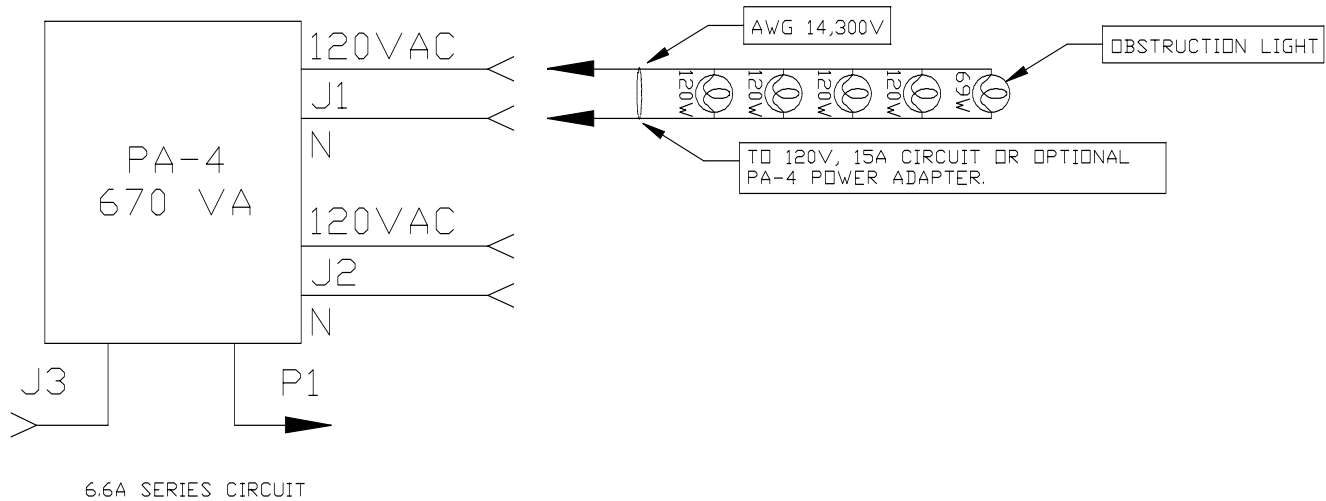 AWG 14,300V
OBSTRUCTION LIGHT
120VAC
J1
N
120W
120W
120W
120W
69W
PA-4
670 VA
TO 120V, 15A CIRCUIT OR OPTIONAL
PA-4 POWER ADAPTER.
120VAC
J2
N
J3
P1
6.6A SERIES CIRCUIT